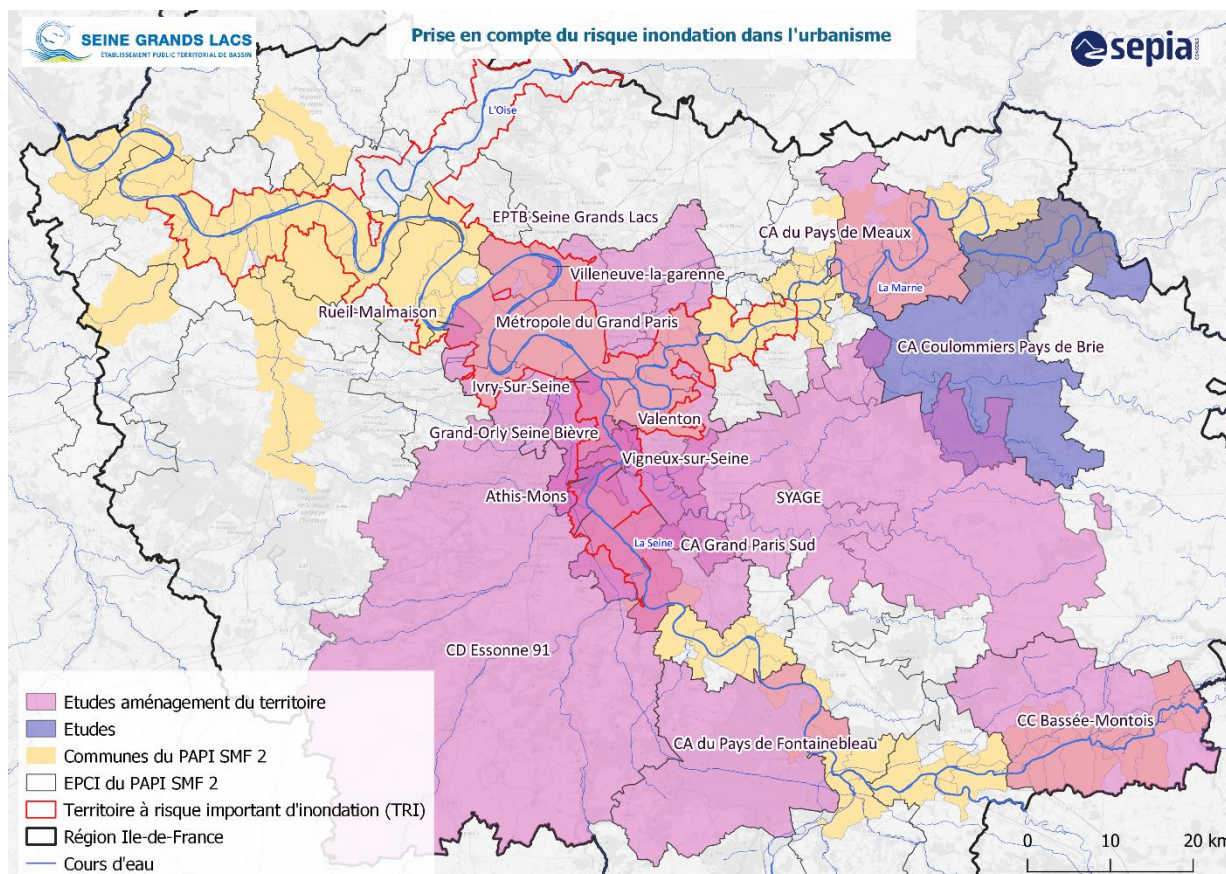 SEINE GRANDS LACS
ÉTABLISSEMENT PUBLIC TERRITORIAL DE BASSIN
Prise en compte du risque inondation dans l'urbanisme
sepia
CONSEILS
L'Oise
EPTB Seine Grands Lacs
CA du Pays de Meaux
Villeneuve-la-garenne
La Marne
Rueil-Malmaison
Métropole du Grand Paris
CA Coulommiers Pays de Brie
Ivry-Sur-Seine
Valenton
Grand-Orly Seine Bièvre
Vigneux-sur-Seine
Athis-Mons
SYAGE
La Seine
CA Grand Paris Sud
CD Essonne 91
CC Bassée-Montois
CA du Pays de Fontainebleau
Etudes aménagement du territoire
Etudes
Communes du PAPI SMF 2
EPCI du PAPI SMF 2
Territoire à risque important d'inondation (TRI)
Région Ile-de-France
Cours d'eau
0 10 20 km